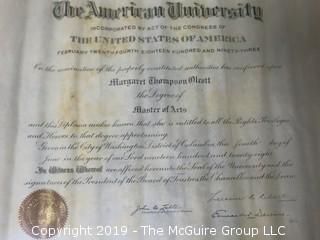 The American University
INCORPORATED BY ACT OF THE CONGRESS OF
THE UNITED STATES OF AMERICA
FEBRUARY TWENTY-FOURTH EIGHTEEN HUNDRED AND NINETY-THREE
On the nomination of the properly constituted authorities has conferred upon
Margaret Thompson Olcott
the Degree of
Master of Arts
and this Diploma makes known that she is entitled to all the Rights Privileges
and Honors to that degree appertaining
Given in the City of Washington District of Columbia this fourth day of
June in the year of our Lord nineteen hundred and twenty eight
In Witness Whereof we affixed hereunto the Seal of the University and the
signatures of the President of the Board of Trustees the Chancellor and the
Copyright © 2019 - www.TFEG.com